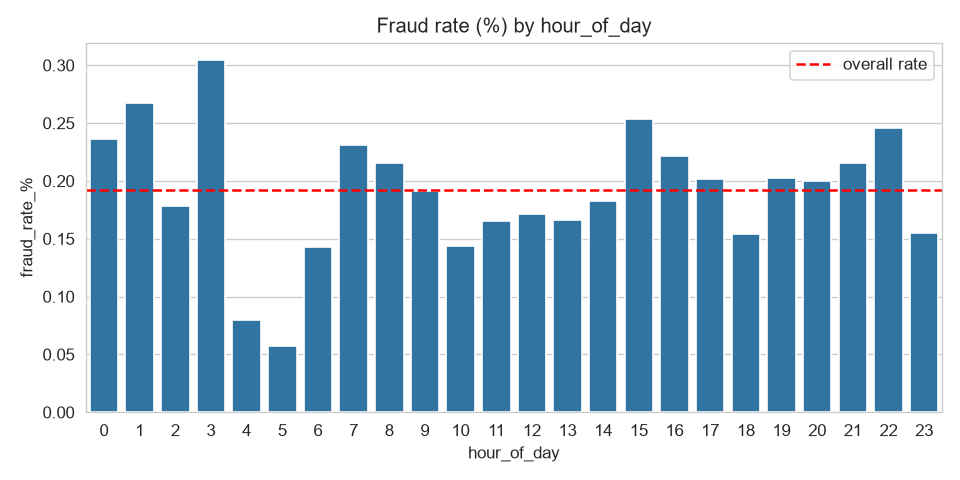 Fraud rate (%) by hour_of_day
overall rate
fraud_rate_%
0.30
0.25
0.20
0.15
0.10
0.05
0.00
0 1 2 3 4 5 6 7 8 9 10 11 12 13 14 15 16 17 18 19 20 21 22 23
hour_of_day